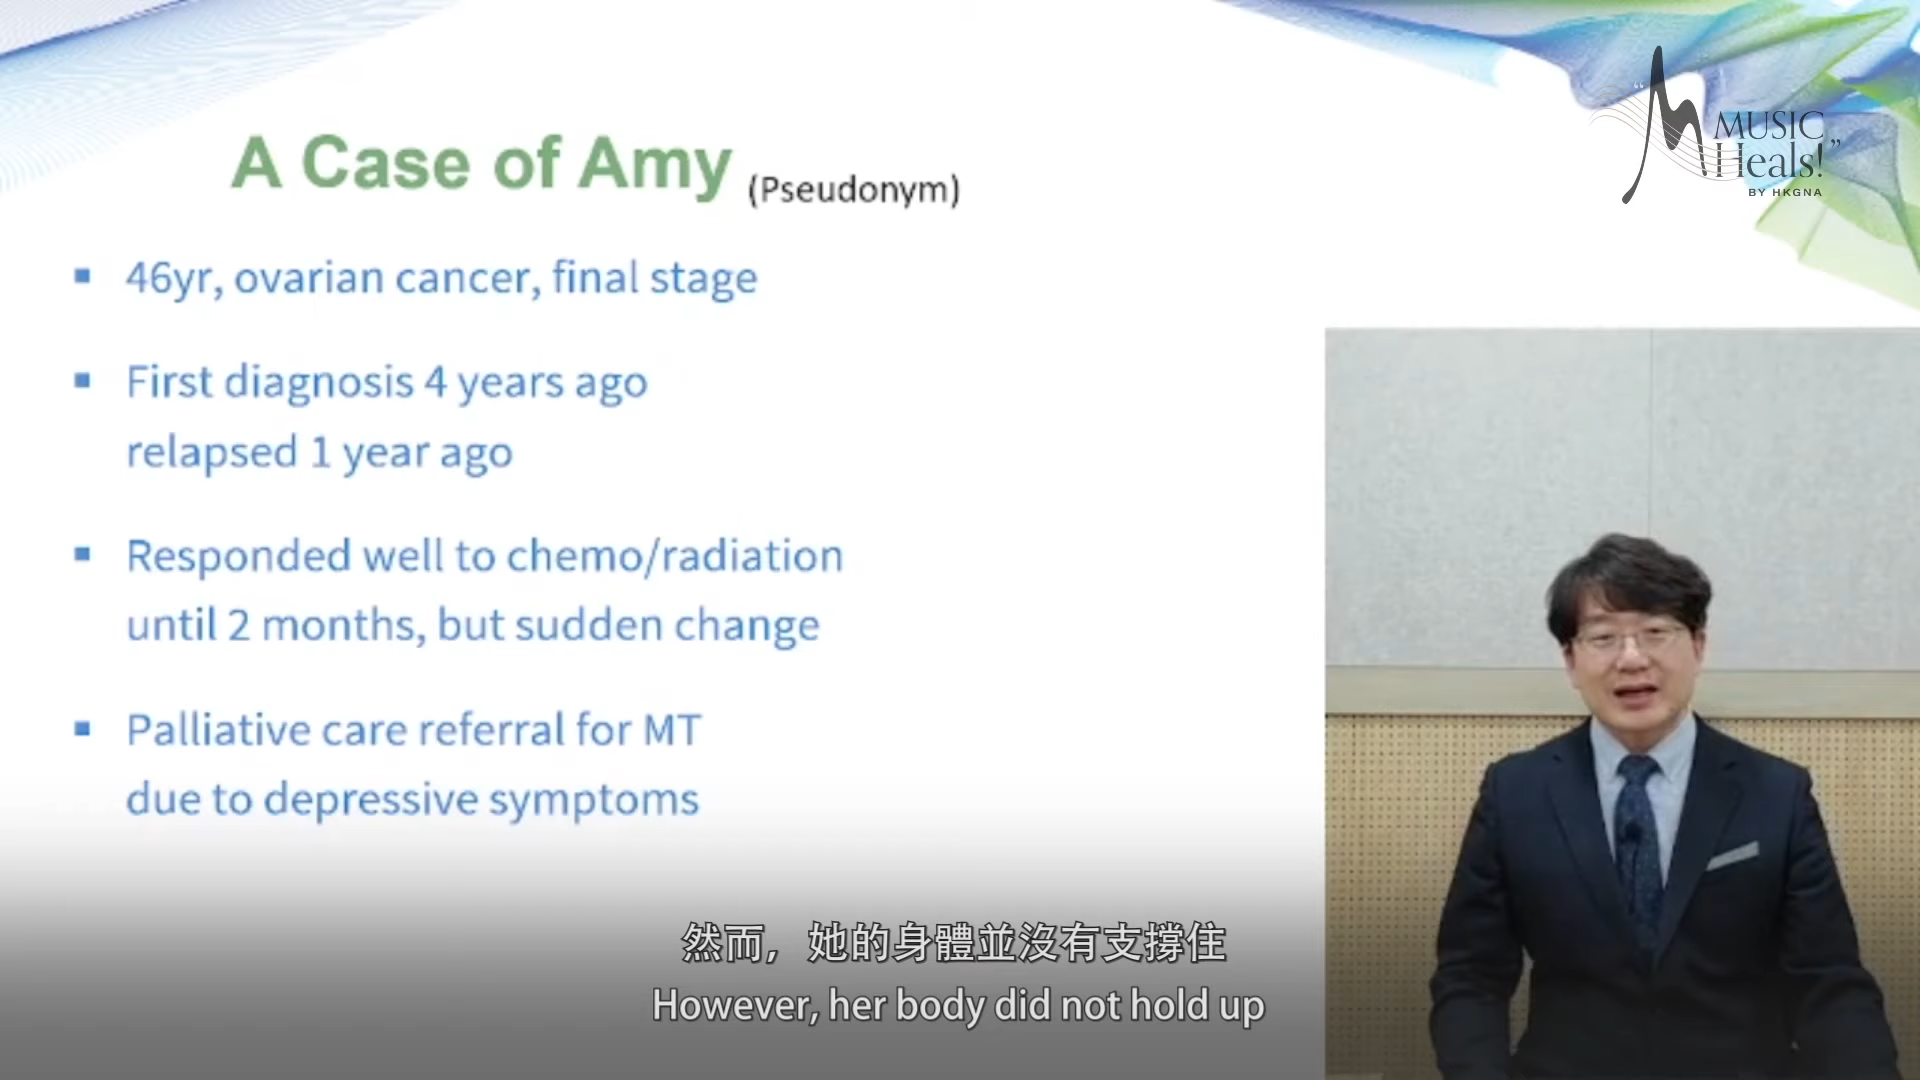 “MUSIC
Heals!”
BY HKGNA
A Case of Amy (Pseudonym)
▪ 46yr, ovarian cancer, final stage
▪ First diagnosis 4 years ago
relapsed 1 year ago
▪ Responded well to chemo/radiation
until 2 months, but sudden change
▪ Palliative care referral for MT
due to depressive symptoms
然而，她的身體並沒有支撐住
However, her body did not hold up